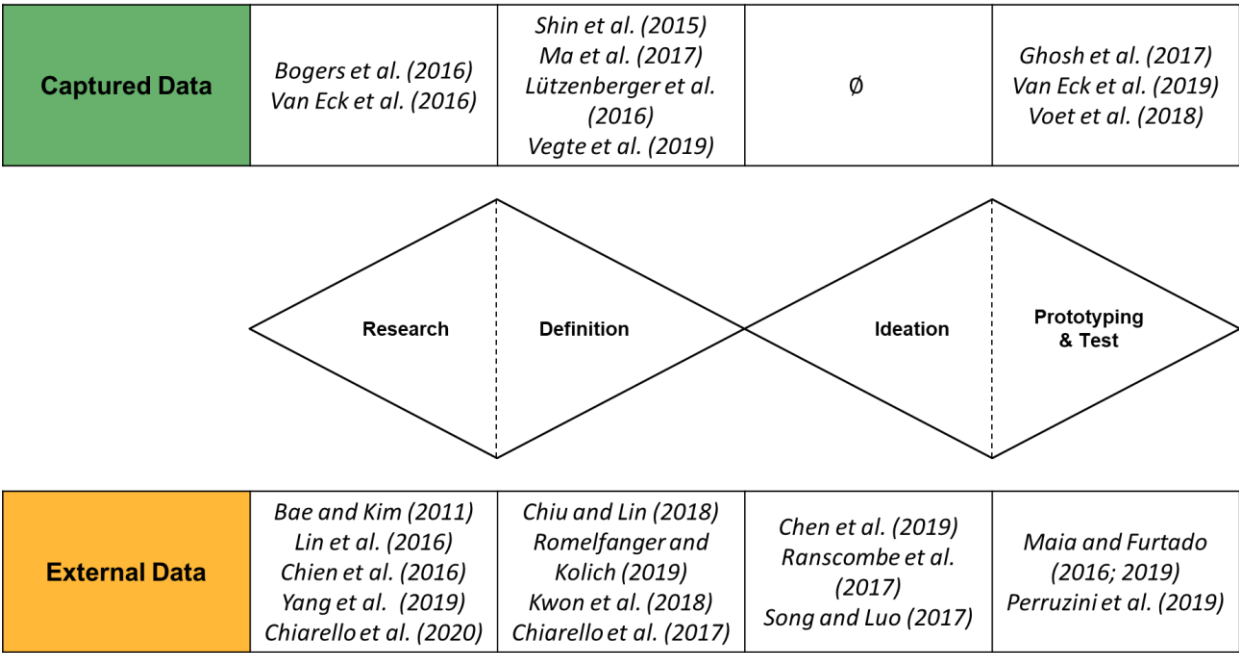 Captured Data
Bogers et al. (2016)
Van Eck et al. (2016)
Shin et al. (2015)
Ma et al. (2017)
Lützenberger et al.
(2016)
Vegte et al. (2019)
Ø
Ghosh et al. (2017)
Van Eck et al. (2019)
Voet et al. (2018)
Research
Definition
Ideation
Prototyping
& Test
External Data
Bae and Kim (2011)
Lin et al. (2016)
Chien et al. (2016)
Yang et al. (2019)
Chiarello et al. (2020)
Chiu and Lin (2018)
Romelfanger and
Kolich (2019)
Kwon et al. (2018)
Chiarello et al. (2017)
Chen et al. (2019)
Ranscombe et al.
(2017)
Song and Luo (2017)
Maia and Furtado
(2016; 2019)
Perruzini et al. (2019)